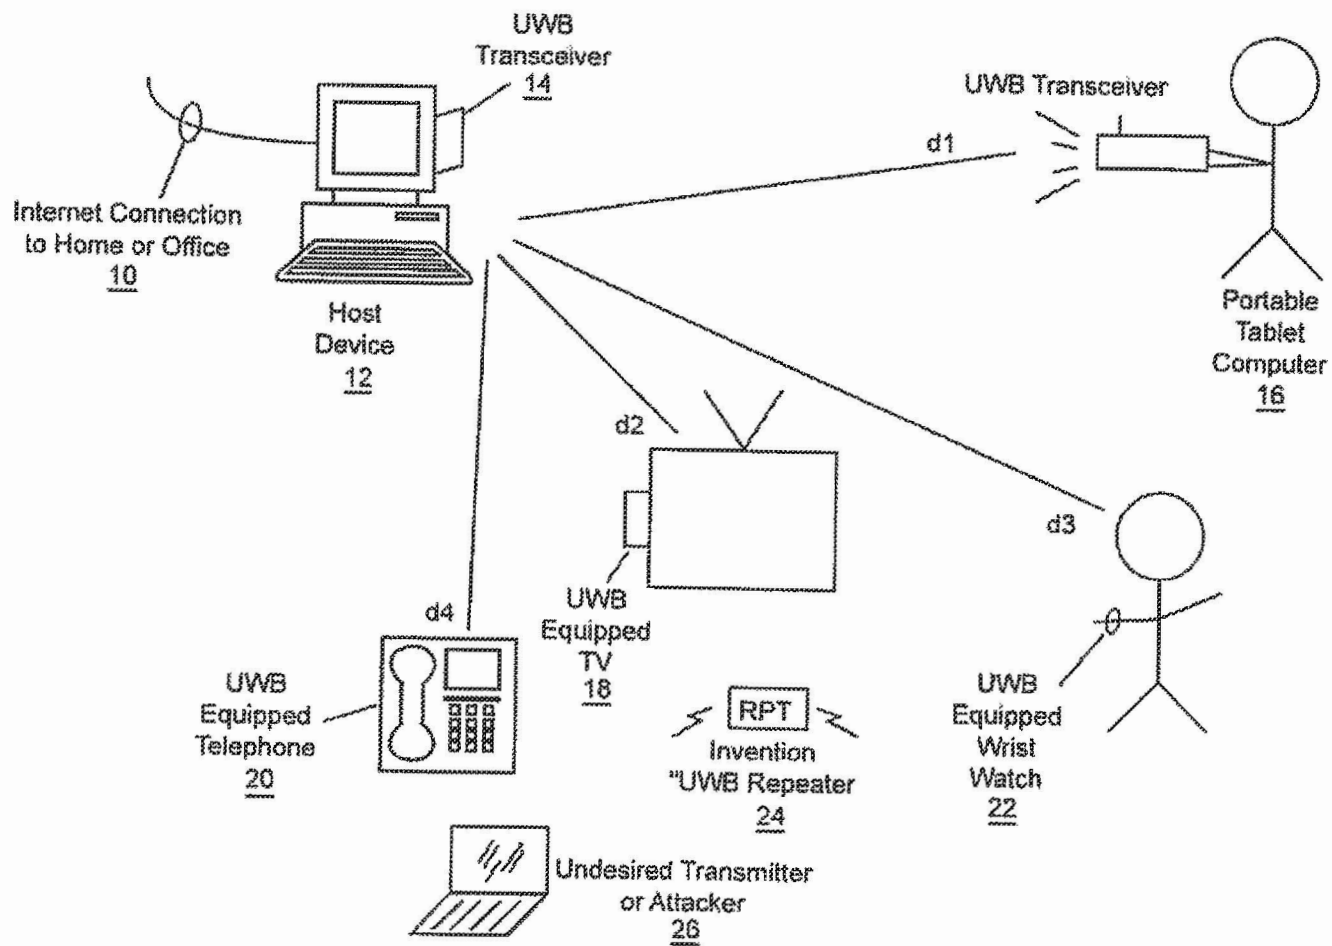 UWB
Transceiver
14
UWB Transceiver
d1
Internet Connection
to Home or Office
10
Host
Device
12
Portable
Tablet
Computer
16
d2
d3
UWB
Equipped
TV
18
d4
UWB
Equipped
Telephone
20
RPT
Invention
"UWB Repeater
24
UWB
Equipped
Wrist
Watch
22
Undesired Transmitter
or Attacker
26